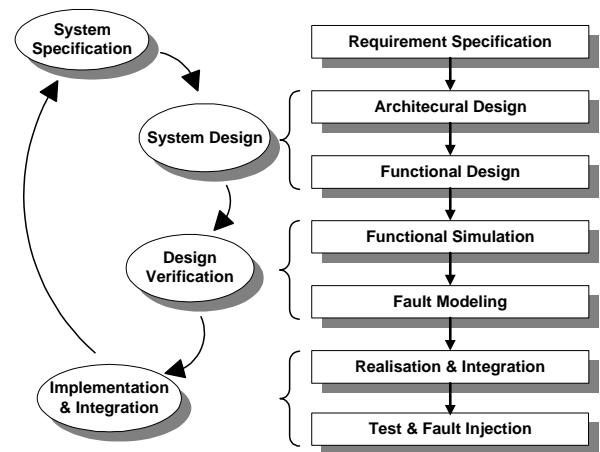 System
Specification
System Design
Design
Verification
Implementation
& Integration
Requirement Specification
Architecural Design
Functional Design
Functional Simulation
Fault Modeling
Realisation & Integration
Test & Fault Injection